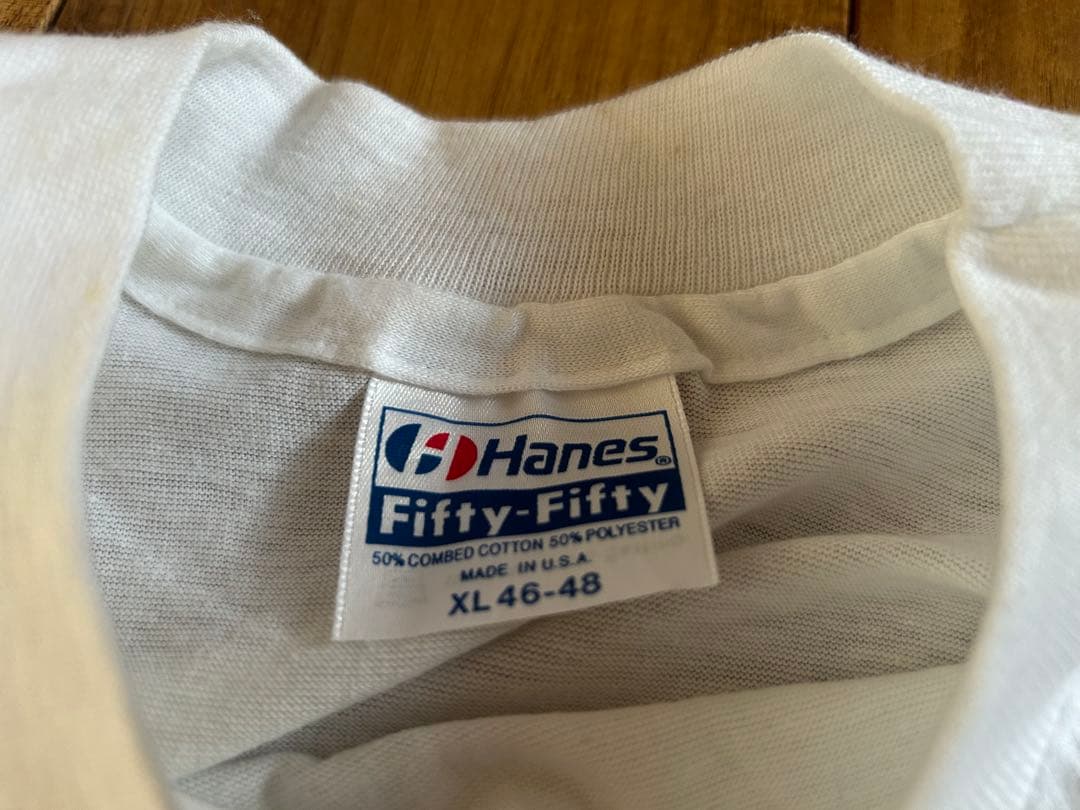 Hanes®
Fifty-Fifty
50% COMBED COTTON 50% POLYESTER
MADE IN U.S.A.
XL 46-48